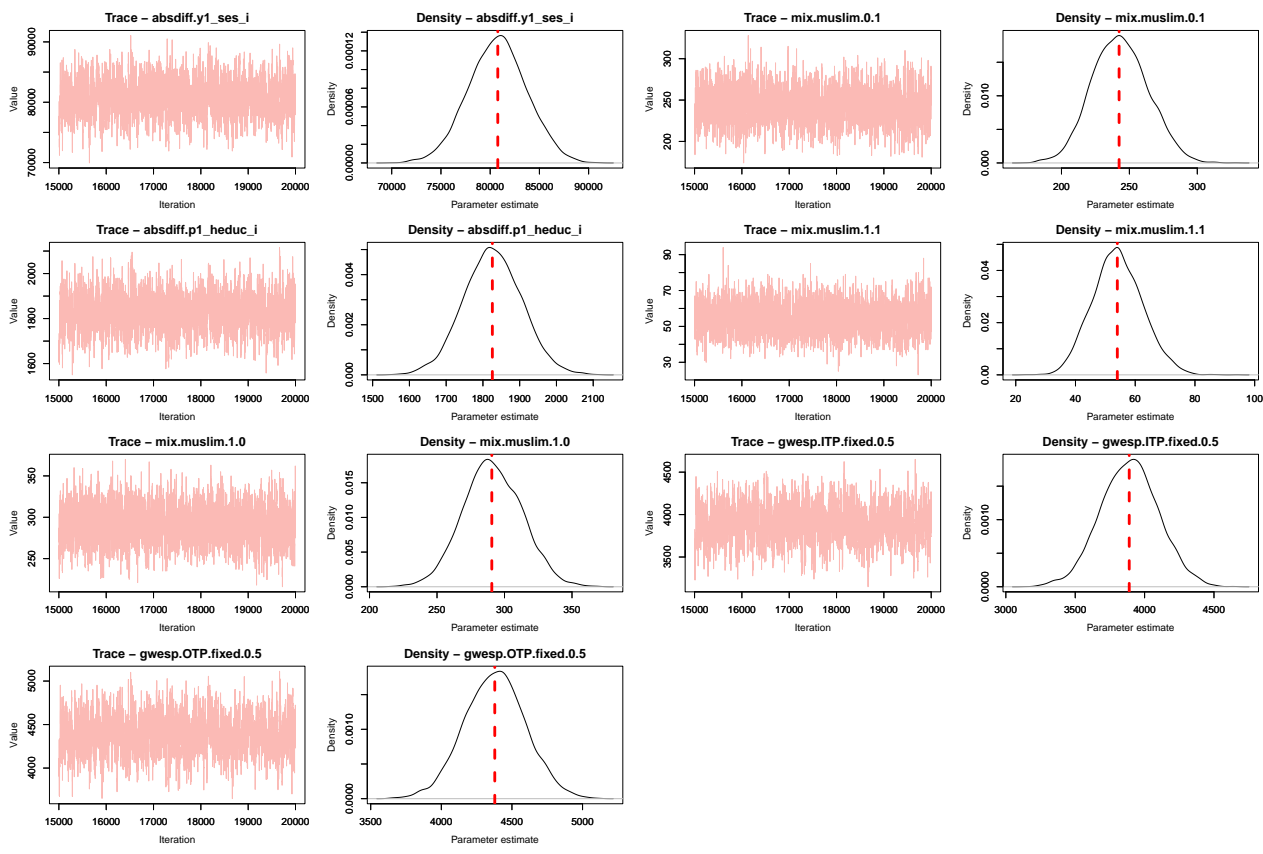 Trace − absdiff.y1_ses_i
Value
70000 80000 90000
15000 16000 17000 18000 19000 20000
Iteration
Density − absdiff.y1_ses_i
Density
0.00000 0.00006 0.00012
70000 75000 80000 85000 90000
Parameter estimate
Trace − mix.muslim.0.1
Value
200 250 300
15000 16000 17000 18000 19000 20000
Iteration
Density − mix.muslim.0.1
Density
0.000 0.010
200 250 300
Parameter estimate
Trace − absdiff.p1_heduc_i
Value
1600 1800 2000
15000 16000 17000 18000 19000 20000
Iteration
Density − absdiff.p1_heduc_i
Density
0.000 0.002 0.004
1500 1600 1700 1800 1900 2000 2100
Parameter estimate
Trace − mix.muslim.1.1
Value
30 50 70 90
15000 16000 17000 18000 19000 20000
Iteration
Density − mix.muslim.1.1
Density
0.00 0.02 0.04
20 40 60 80 100
Parameter estimate
Trace − mix.muslim.1.0
Value
250 300 350
15000 16000 17000 18000 19000 20000
Iteration
Density − mix.muslim.1.0
Density
0.000 0.005 0.010 0.015
200 250 300 350
Parameter estimate
Trace − gwesp.ITP.fixed.0.5
Value
3500 4000 4500
15000 16000 17000 18000 19000 20000
Iteration
Density − gwesp.ITP.fixed.0.5
Density
0.0000 0.0010
3000 3500 4000 4500
Parameter estimate
Trace − gwesp.OTP.fixed.0.5
Value
4000 4500 5000
15000 16000 17000 18000 19000 20000
Iteration
Density − gwesp.OTP.fixed.0.5
Density
0.0000 0.0010
3500 4000 4500 5000
Parameter estimate